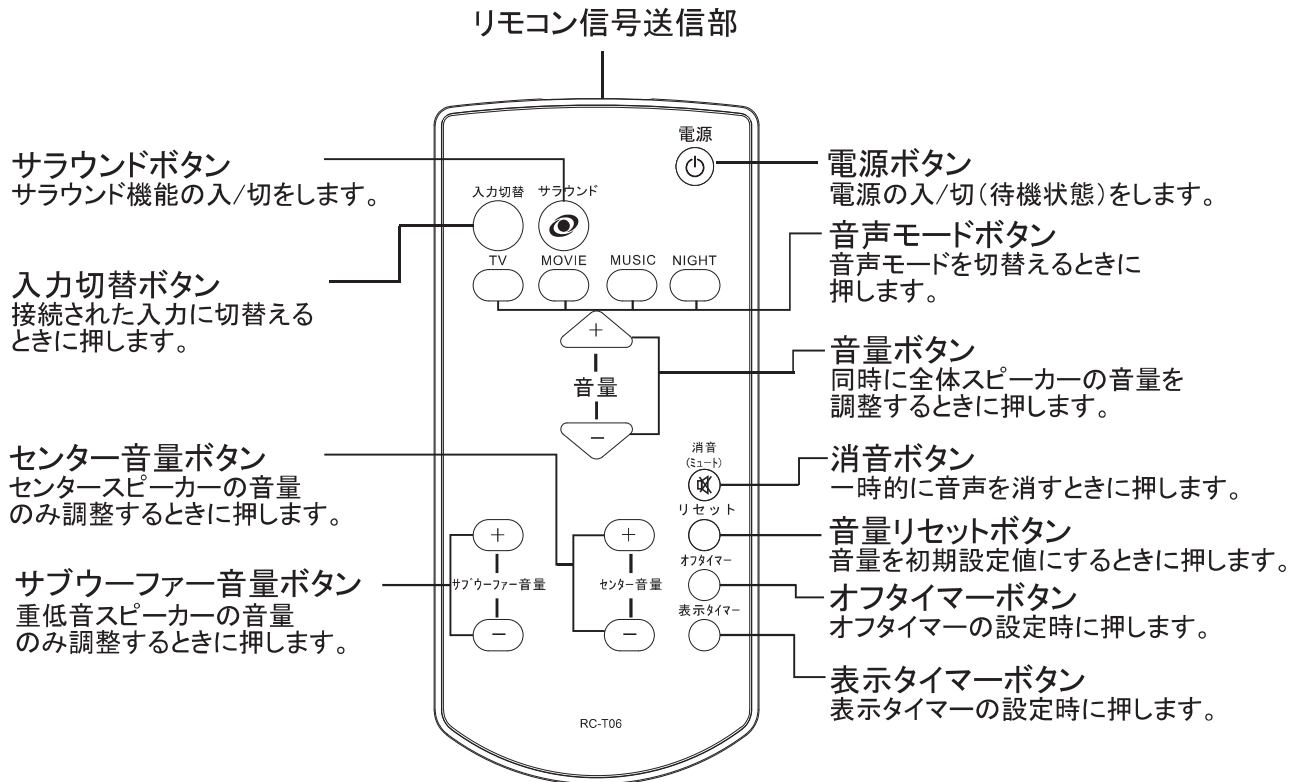 リモコン信号送信部
サラウンドボタン
サラウンド機能の入/切をします。
入力切替ボタン
接続された入力に切替える
ときに押します。
センター音量ボタン
センタースピーカーの音量
のみ調整するときに押します。
サブウーファー音量ボタン
重低音スピーカーの音量
のみ調整するときに押します。
電源
入力切替 サラウンド
TV MOVIE MUSIC NIGHT
+
音量
-
消音
(ミュート)
リセット
オフタイマー
表示タイマー
+
サブウーファー音量
-
+
センター音量
-
RC-T06
電源ボタン
電源の入/切(待機状態)をします。
音声モードボタン
音声モードを切替えるときに
押します。
音量ボタン
同時に全体スピーカーの音量を
調整するときに押します。
消音ボタン
一時的に音声を消すときに押します。
音量リセットボタン
音量を初期設定値にするときに押します。
オフタイマーボタン
オフタイマーの設定時に押します。
表示タイマーボタン
表示タイマーの設定時に押します。